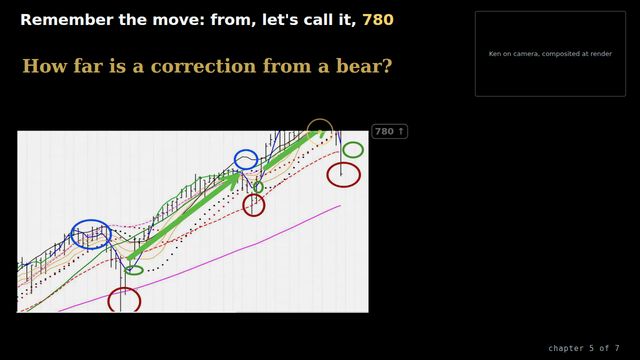 Remember the move: from, let's call it, 780
Ken on camera, composited at render
How far is a correction from a bear?
780 ↑
chapter 5 of 7